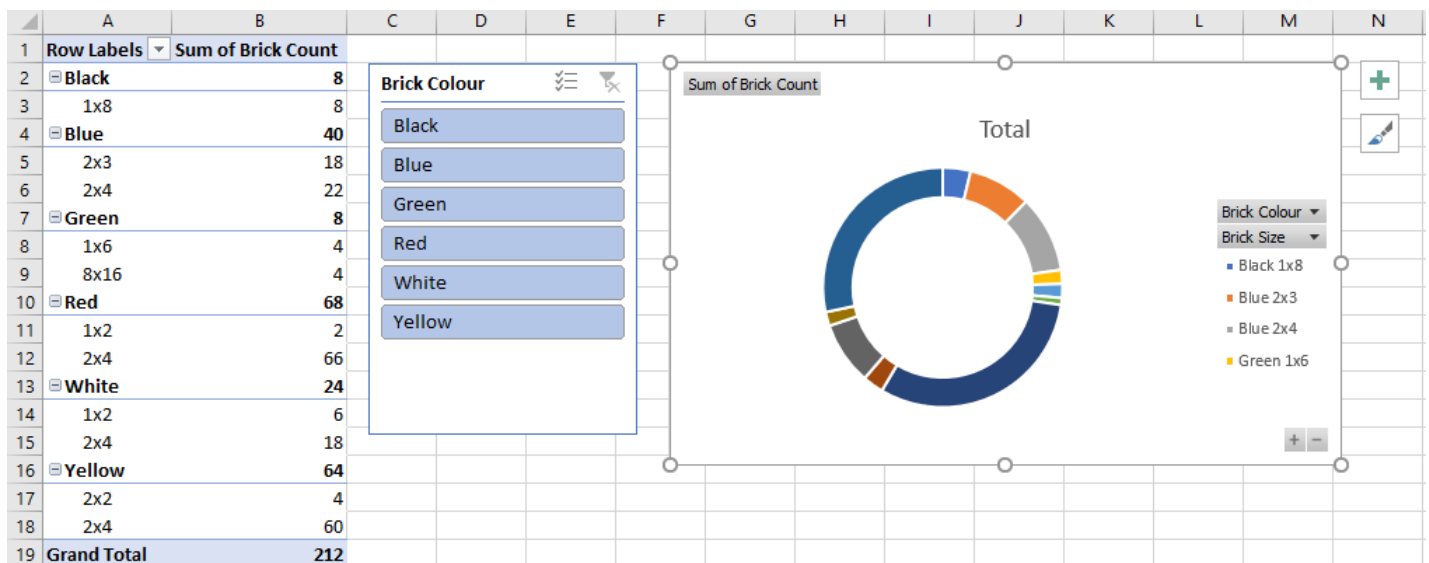 A B C D E F G H I J K L M N
1 Row Labels Sum of Brick Count
2 Black 8
3 1x8 8
4 Blue 40
5 2x3 18
6 2x4 22
7 Green 8
8 1x6 4
9 8x16 4
10 Red 68
11 1x2 2
12 2x4 66
13 White 24
14 1x2 6
15 2x4 18
16 Yellow 64
17 2x2 4
18 2x4 60
19 Grand Total 212
Brick Colour
Black
Blue
Green
Red
White
Yellow
Sum of Brick Count
Total
Brick Colour
Brick Size
Black 1x8
Blue 2x3
Blue 2x4
Green 1x6